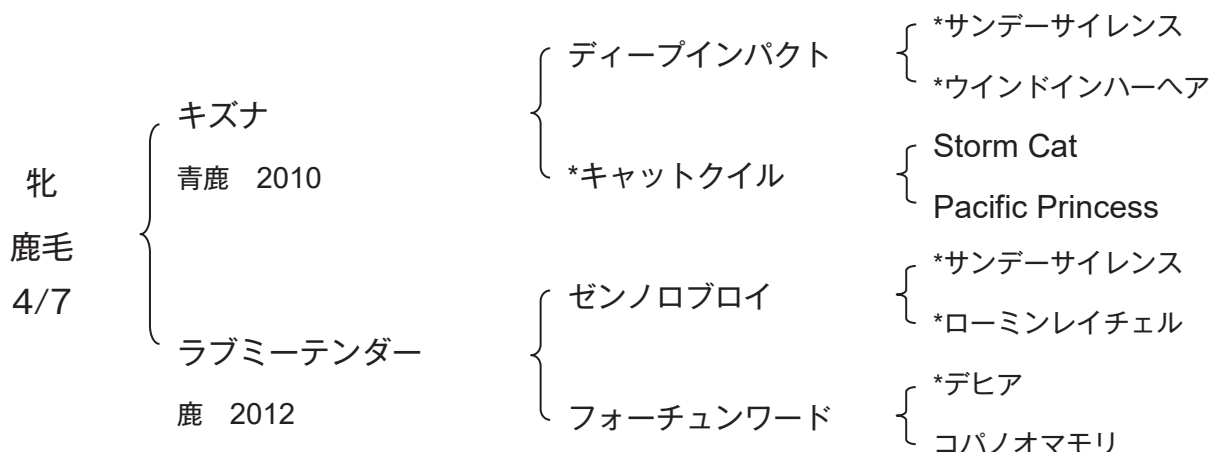 牝
鹿毛
4/7
キズナ
青鹿　2010
ラブミーテンダー
鹿　2012
ディープインパクト
*キャットクイル
ゼンノロブロイ
フォーチュンワード
*サンデーサイレンス
*ウインドインハーヘア
Storm Cat
Pacific Princess
*サンデーサイレンス
*ローミンレイチェル
*デヒア
コパノオマモリ